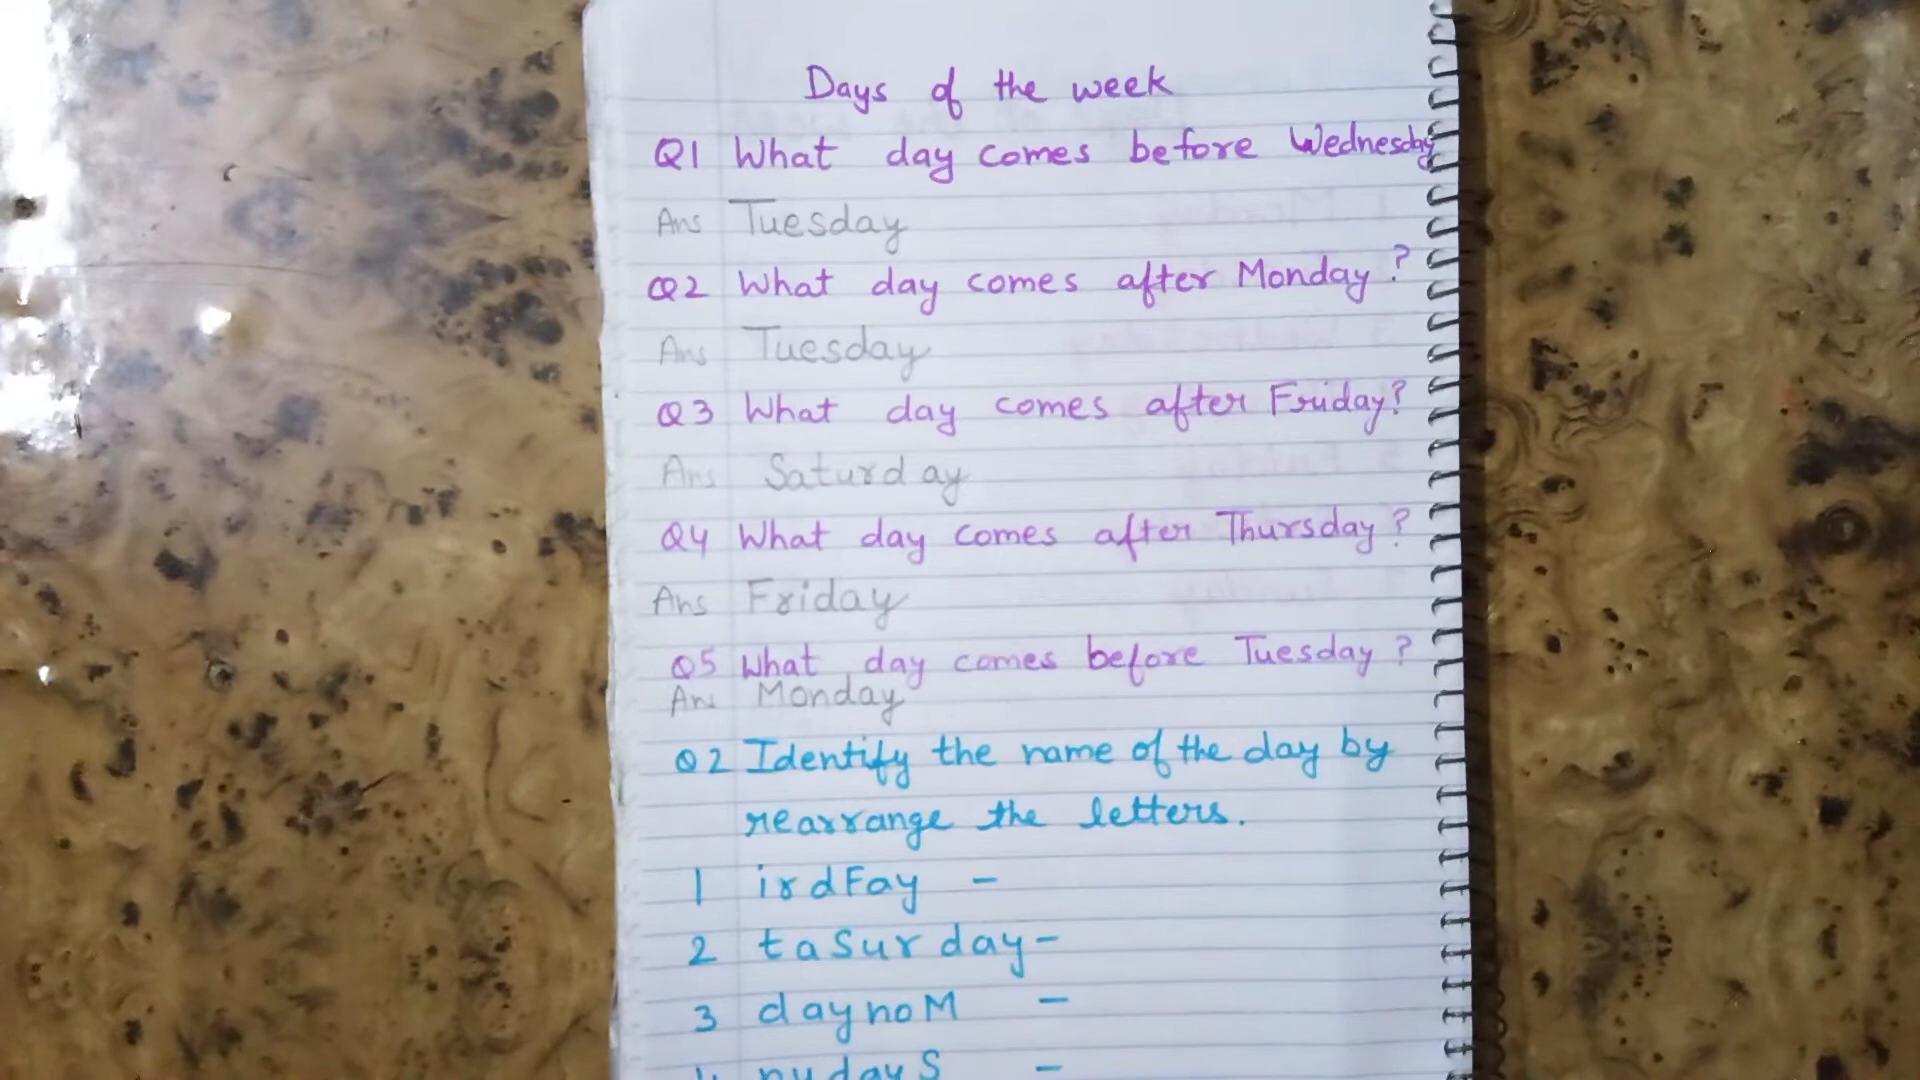 Days of the week
Q1 What day comes before Wednesday
Ans Tuesday
Q2 What day comes after Monday?
Ans Tuesday
Q3 What day comes after Friday?
Ans Saturday
Q4 What day comes after Thursday?
Ans Friday
Q5 What day comes before Tuesday?
Ans Monday
Q2 Identify the name of the day by
rearrange the letters.
1 irdFay -
2 taSurday -
3 daynoM -
4 nudayS -